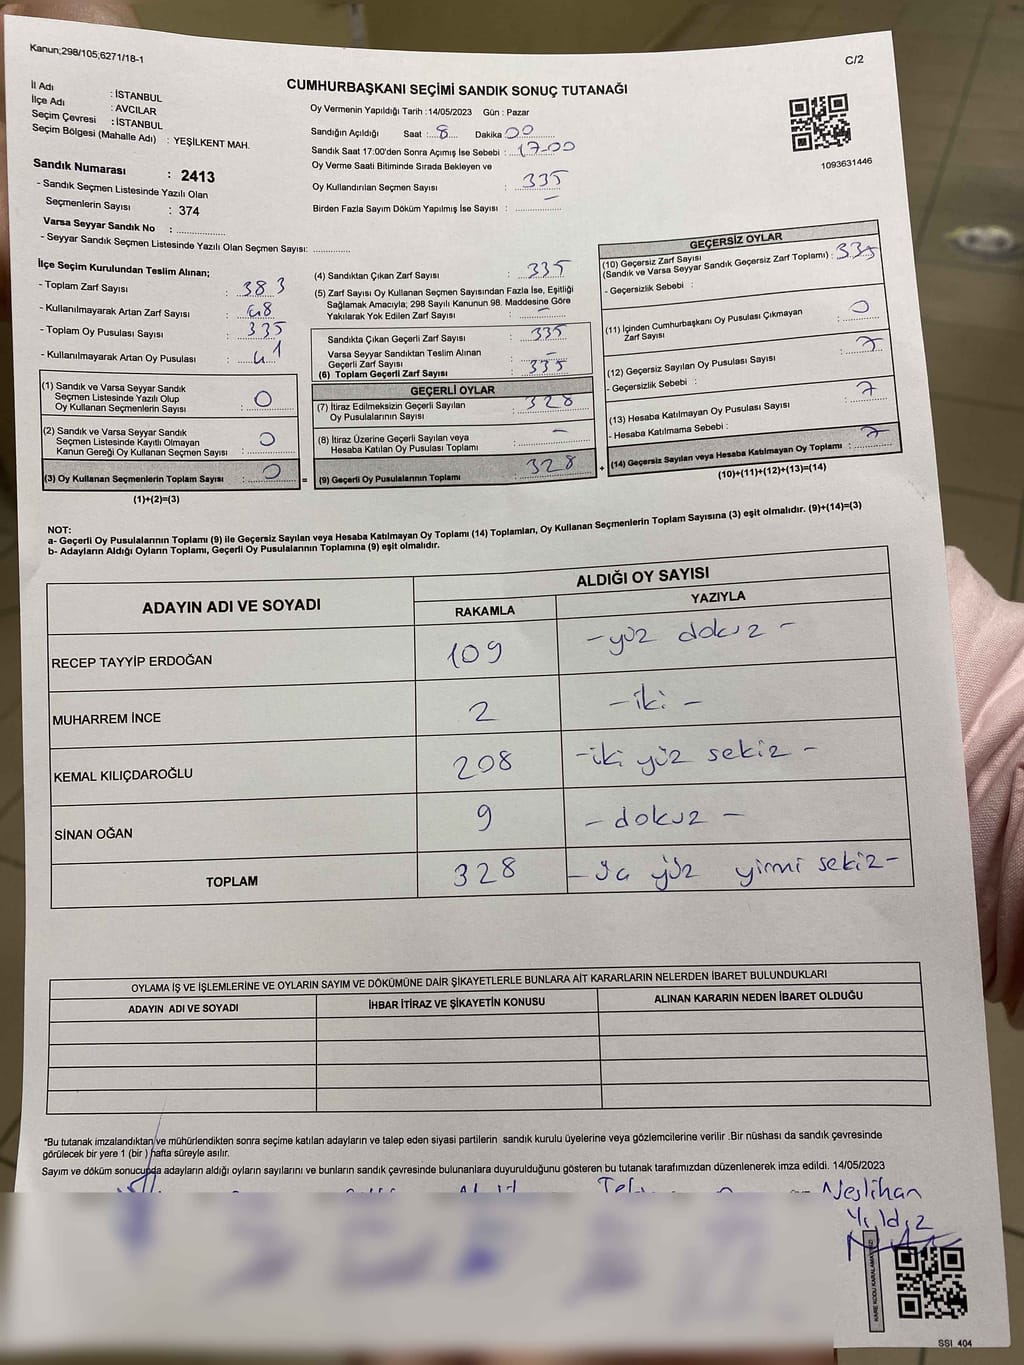 Kanun;298/105;6271/18-1
C/2
CUMHURBAŞKANI SEÇİMİ SANDIK SONUÇ TUTANAĞI
İl Adı : İSTANBUL
İlçe Adı : AVCILAR
Seçim Çevresi : İSTANBUL
Seçim Bölgesi (Mahalle Adı) : YEŞİLKENT MAH.
Sandık Numarası : 2413
- Sandık Seçmen Listesinde Yazılı Olan
Seçmenlerin Sayısı : 374
Varsa Seyyar Sandık No :
- Seyyar Sandık Seçmen Listesinde Yazılı Olan Seçmen Sayısı:
Oy Vermenin Yapıldığı Tarih :14/05/2023 Gün : Pazar
Sandığın Açıldığı Saat : 8 Dakika 00
Sandık Saat 17:00'den Sonra Açımış İse Sebebi : 17.00
Oy Verme Saati Bitiminde Sırada Bekleyen ve
Oy Kullandırılan Seçmen Sayısı : 335
Birden Fazla Sayım Döküm Yapılmış İse Sayısı : –
1093631446
İlçe Seçim Kurulundan Teslim Alınan;
- Toplam Zarf Sayısı : 383
- Kullanılmayarak Artan Zarf Sayısı : 48
- Toplam Oy Pusulası Sayısı : 335
- Kullanılmayarak Artan Oy Pusulası : 41
(1) Sandık ve Varsa Seyyar Sandık
Seçmen Listesinde Yazılı Olup
Oy Kullanan Seçmenlerin Sayısı : 0
(2) Sandık ve Varsa Seyyar Sandık
Seçmen Listesinde Kayıtlı Olmayan
Kanun Gereği Oy Kullanan Seçmen Sayısı : 0
(3) Oy Kullanan Seçmenlerin Toplam Sayısı : 0 =
(1)+(2)=(3)
(4) Sandıktan Çıkan Zarf Sayısı : 335
(5) Zarf Sayısı Oy Kullanan Seçmen Sayısından Fazla İse, Eşitliği
Sağlamak Amacıyla; 298 Sayılı Kanunun 98. Maddesine Göre
Yakılarak Yok Edilen Zarf Sayısı : –
Sandıkta Çıkan Geçerli Zarf Sayısı : 335
Varsa Seyyar Sandıktan Teslim Alınan
Geçerli Zarf Sayısı : –
(6) Toplam Geçerli Zarf Sayısı : 335
GEÇERLİ OYLAR
(7) İtiraz Edilmeksizin Geçerli Sayılan
Oy Pusulalarının Sayısı : 328
(8) İtiraz Üzerine Geçerli Sayılan veya
Hesaba Katılan Oy Pusulası Toplamı : –
(9) Geçerli Oy Pusulalarının Toplamı : 328 +
GEÇERSİZ OYLAR
(10) Geçersiz Zarf Sayısı
(Sandık ve Varsa Seyyar Sandık Geçersiz Zarf Toplamı) : 335
- Geçersizlik Sebebi :
(11) İçinden Cumhurbaşkanı Oy Pusulası Çıkmayan
Zarf Sayısı : 0
(12) Geçersiz Sayılan Oy Pusulası Sayısı : 7
- Geçersizlik Sebebi :
(13) Hesaba Katılmayan Oy Pusulası Sayısı : 7
- Hesaba Katılmama Sebebi :
(14) Geçersiz Sayılan veya Hesaba Katılmayan Oy Toplamı : 7
(10)+(11)+(12)+(13)=(14)
NOT:
a- Geçerli Oy Pusulalarının Toplamı (9) ile Geçersiz Sayılan veya Hesaba Katılmayan Oy Toplamı (14) Toplamları, Oy Kullanan Seçmenlerin Toplam Sayısına (3) eşit olmalıdır. (9)+(14)=(3)
b- Adayların Aldığı Oyların Toplamı, Geçerli Oy Pusulalarının Toplamına (9) eşit olmalıdır.
ADAYIN ADI VE SOYADI
ALDIĞI OY SAYISI
RAKAMLA YAZIYLA
RECEP TAYYİP ERDOĞAN 109 – yüz dokuz –
MUHARREM İNCE 2 – iki –
KEMAL KILIÇDAROĞLU 208 – iki yüz sekiz –
SİNAN OĞAN 9 – dokuz –
TOPLAM 328 – yüz yirmi sekiz –
OYLAMA İŞ VE İŞLEMLERİNE VE OYLARIN SAYIM VE DÖKÜMÜNE DAİR ŞİKAYETLERLE BUNLARA AİT KARARLARIN NELERDEN İBARET BULUNDUKLARI
ADAYIN ADI VE SOYADI İHBAR İTİRAZ VE ŞİKAYETİN KONUSU ALINAN KARARIN NEDEN İBARET OLDUĞU
*Bu tutanak imzalandıktan ve mühürlendikten sonra seçime katılan adayların ve talep eden siyasi partilerin sandık kurulu üyelerine veya gözlemcilerine verilir .Bir nüshası da sandık çevresinde
görülecek bir yere 1 (bir ) hafta süreyle asılır.
Sayım ve döküm sonucunda adayların aldığı oyların sayılarını ve bunların sandık çevresinde bulunanlara duyurulduğunu gösteren bu tutanak tarafımızdan düzenlenerek imza edildi. 14/05/2023
Neslihan
Yıldız
SSI 404